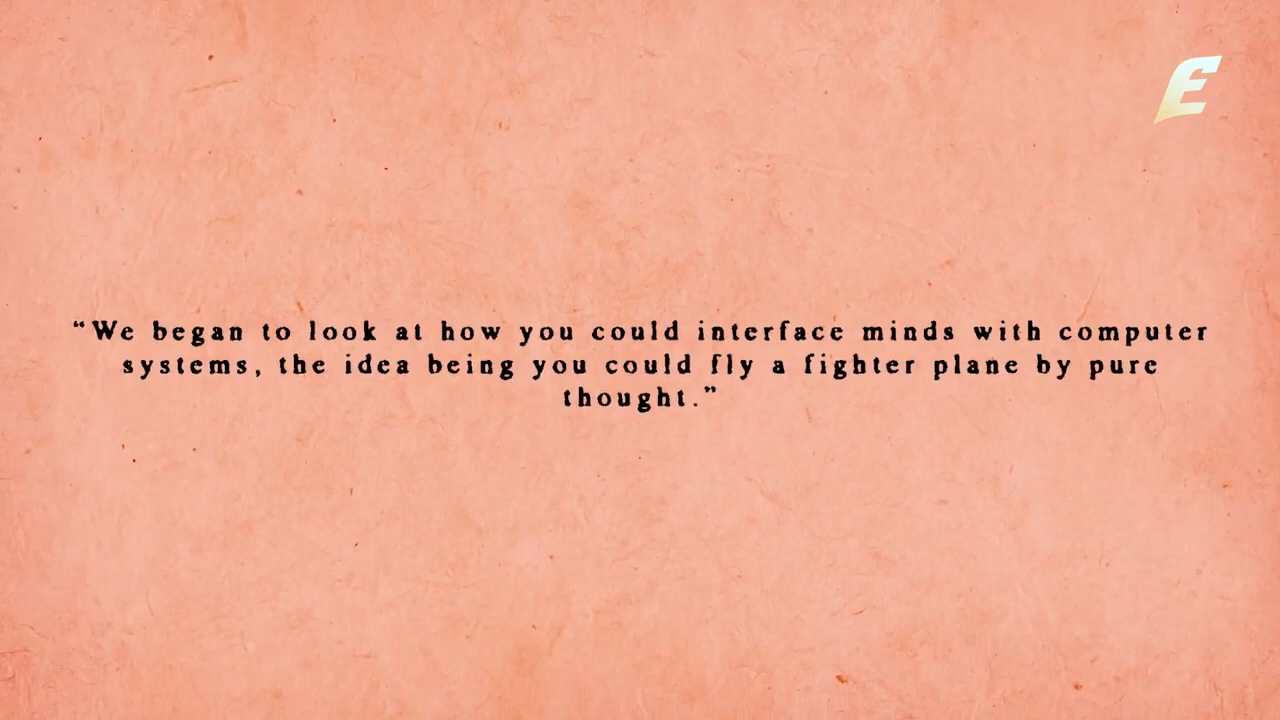 E
“We began to look at how you could interface minds with computer
systems, the idea being you could fly a fighter plane by pure
thought.”